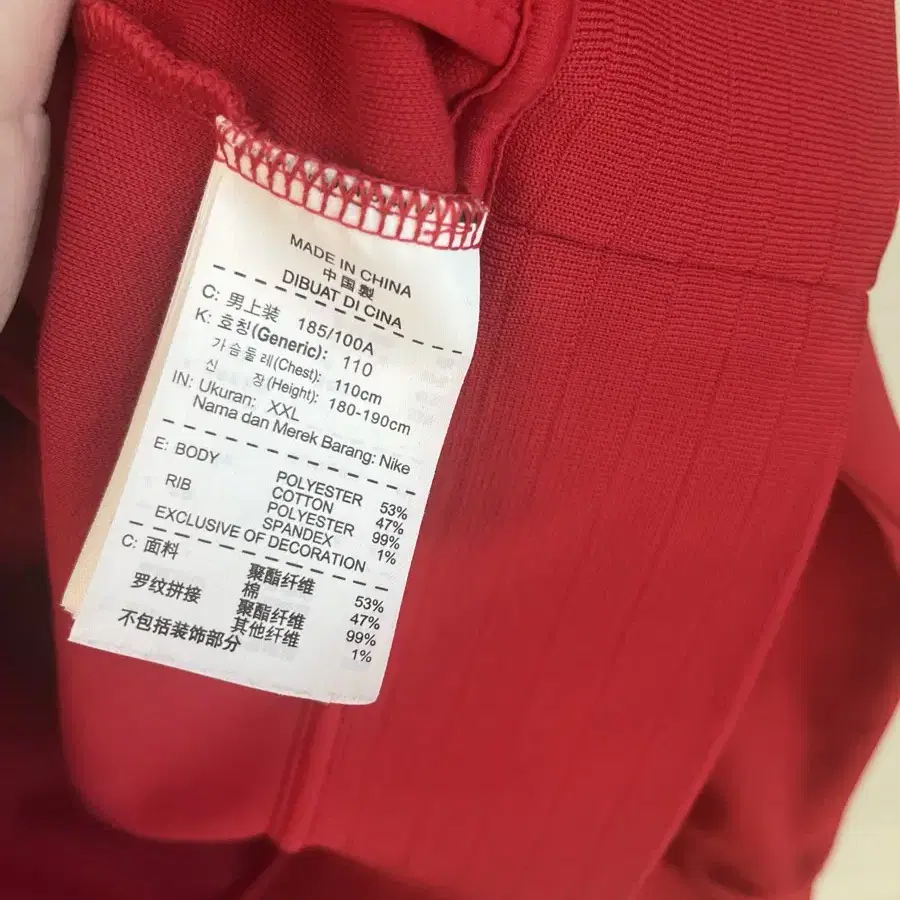 MADE IN CHINA
中国製
DIBUAT DI CINA
C: 男上装 185/100A
K: 호칭(Generic): 110
가슴둘레(Chest): 110cm
신 장(Height): 180-190cm
IN: Ukuran: XXL
Nama dan Merek Barang: Nike
E: BODY POLYESTER 53%
COTTON 47%
RIB POLYESTER 99%
SPANDEX 1%
EXCLUSIVE OF DECORATION
C: 面料 聚酯纤维 53%
棉 47%
罗纹拼接 聚酯纤维 99%
其他纤维 1%
不包括装饰部分